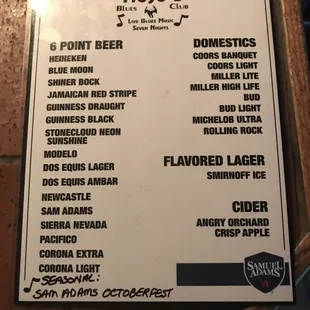 BLUES CLUB
LIVE BLUES MUSIC
SEVEN NIGHTS
6 POINT BEER
HEINEKEN
BLUE MOON
SHINER BOCK
JAMAICAN RED STRIPE
GUINNESS DRAUGHT
GUINNESS BLACK
STONECLOUD NEON
SUNSHINE
MODELO
DOS EQUIS LAGER
DOS EQUIS AMBAR
NEWCASTLE
SAM ADAMS
SIERRA NEVADA
PACIFICO
CORONA EXTRA
CORONA LIGHT
SEASONAL:
SAM ADAMS OCTOBERFEST
DOMESTICS
COORS BANQUET
COORS LIGHT
MILLER LITE
MILLER HIGH LIFE
BUD
BUD LIGHT
MICHELOB ULTRA
ROLLING ROCK
FLAVORED LAGER
SMIRNOFF ICE
CIDER
ANGRY ORCHARD
CRISP APPLE
SAMUEL
ADAMS